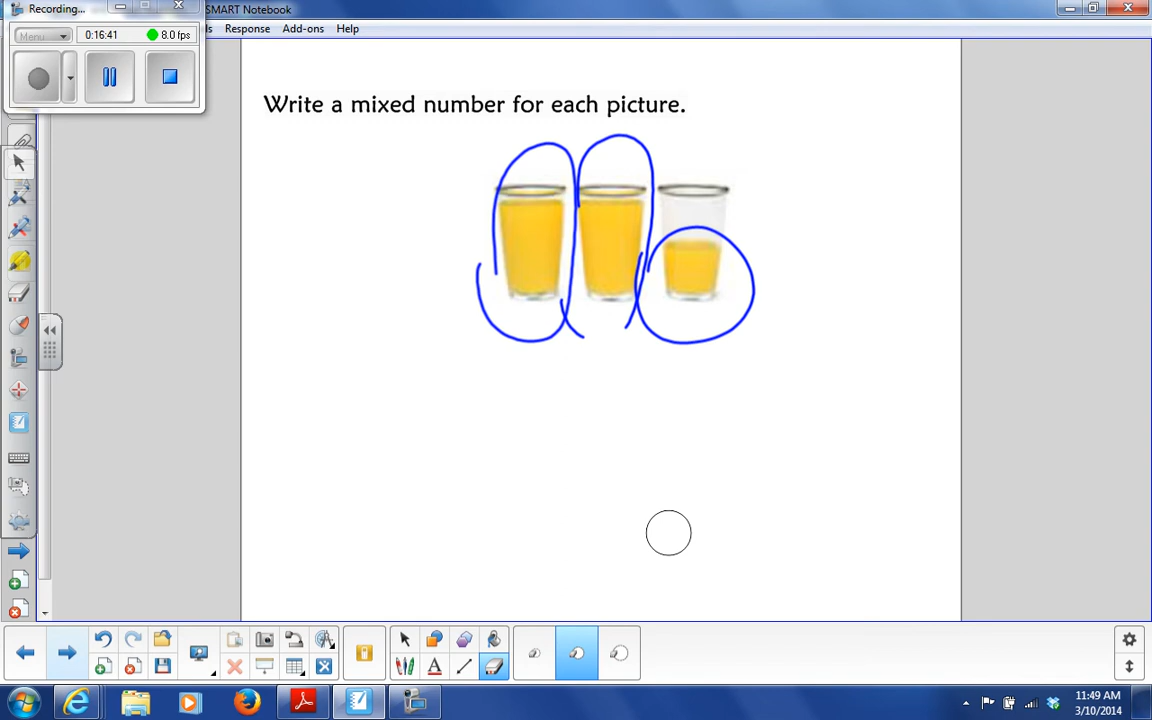 Recording...
SMART Notebook
Menu
0:16:41
8.0 fps
Response
Add-ons
Help
Write a mixed number for each picture.
A
11:49 AM
3/10/2014